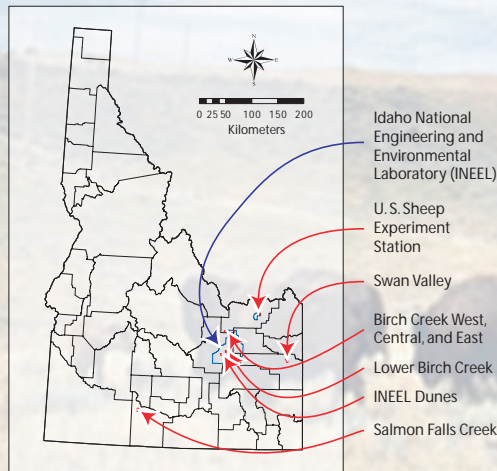 N
W E
S
0 25 50 100 150 200
Kilometers
Idaho National
Engineering and
Environmental
Laboratory (INEEL)
U. S. Sheep
Experiment
Station
Swan Valley
Birch Creek West,
Central, and East
Lower Birch Creek
INEEL Dunes
Salmon Falls Creek